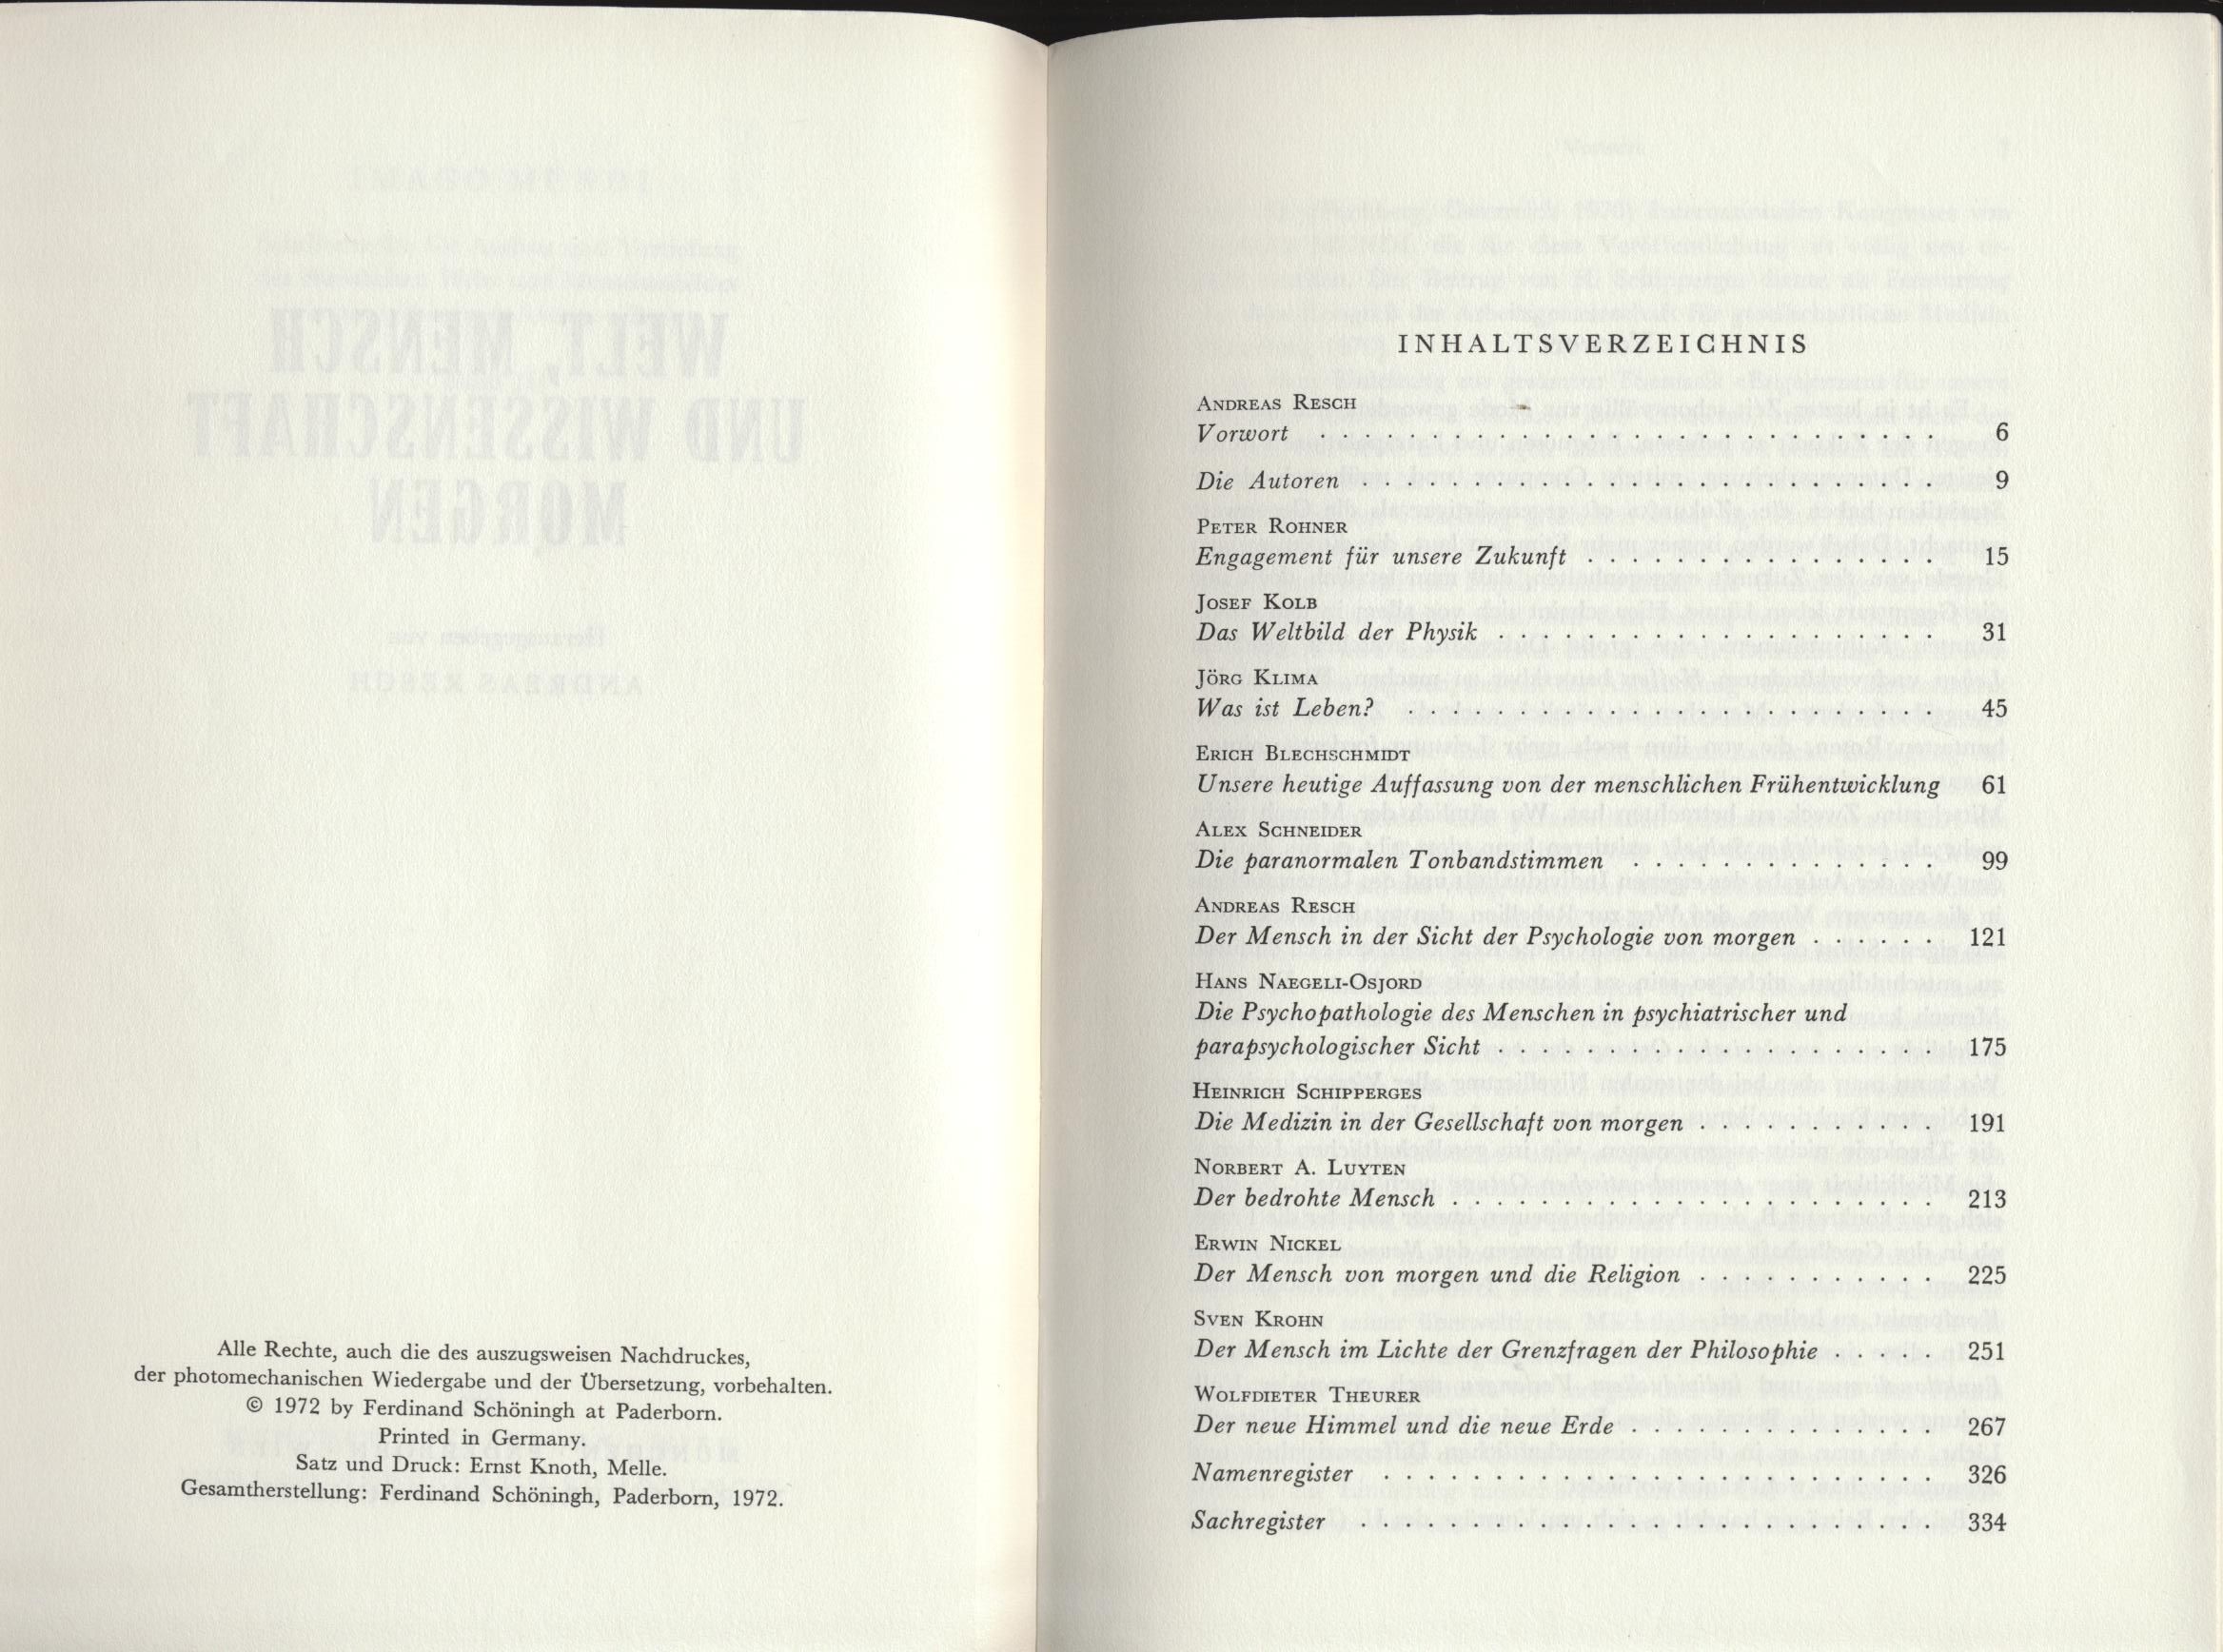 Alle Rechte, auch die des auszugsweisen Nachdruckes,
der photomechanischen Wiedergabe und der Übersetzung, vorbehalten.
© 1972 by Ferdinand Schöningh at Paderborn.
Printed in Germany.
Satz und Druck: Ernst Knoth, Melle.
Gesamtherstellung: Ferdinand Schöningh, Paderborn, 1972.
INHALTSVERZEICHNIS
ANDREAS RESCH
Vorwort . . . . . . . . . . . . . . . . . . . . . . . . . . . . 6
Die Autoren . . . . . . . . . . . . . . . . . . . . . . . . . . 9
PETER ROHNER
Engagement für unsere Zukunft . . . . . . . . . . . . . . . . 15
JOSEF KOLB
Das Weltbild der Physik . . . . . . . . . . . . . . . . . . . . 31
JÖRG KLIMA
Was ist Leben? . . . . . . . . . . . . . . . . . . . . . . . . 45
ERICH BLECHSCHMIDT
Unsere heutige Auffassung von der menschlichen Frühentwicklung 61
ALEX SCHNEIDER
Die paranormalen Tonbandstimmen . . . . . . . . . . . . . . 99
ANDREAS RESCH
Der Mensch in der Sicht der Psychologie von morgen . . . . . . 121
HANS NAEGELI-OSJORD
Die Psychopathologie des Menschen in psychiatrischer und
parapsychologischer Sicht . . . . . . . . . . . . . . . . . . . . 175
HEINRICH SCHIPPERGES
Die Medizin in der Gesellschaft von morgen . . . . . . . . . . . 191
NORBERT A. LUYTEN
Der bedrohte Mensch . . . . . . . . . . . . . . . . . . . . . . 213
ERWIN NICKEL
Der Mensch von morgen und die Religion . . . . . . . . . . . 225
SVEN KROHN
Der Mensch im Lichte der Grenzfragen der Philosophie . . . . . 251
WOLFDIETER THEURER
Der neue Himmel und die neue Erde . . . . . . . . . . . . . . 267
Namenregister . . . . . . . . . . . . . . . . . . . . . . . . . 326
Sachregister . . . . . . . . . . . . . . . . . . . . . . . . . . 334